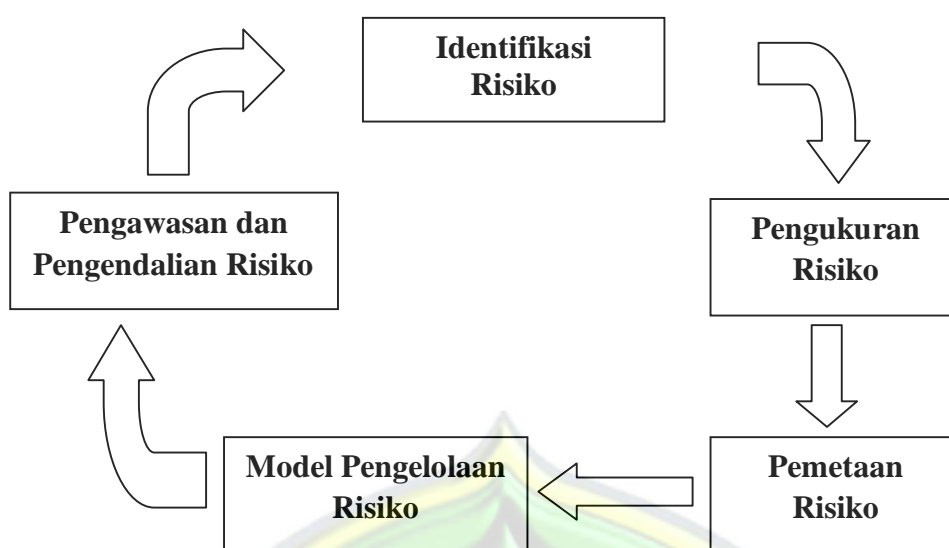 Identifikasi
Risiko
Pengukuran
Risiko
Pemetaan
Risiko
Model Pengelolaan
Risiko
Pengawasan dan
Pengendalian Risiko